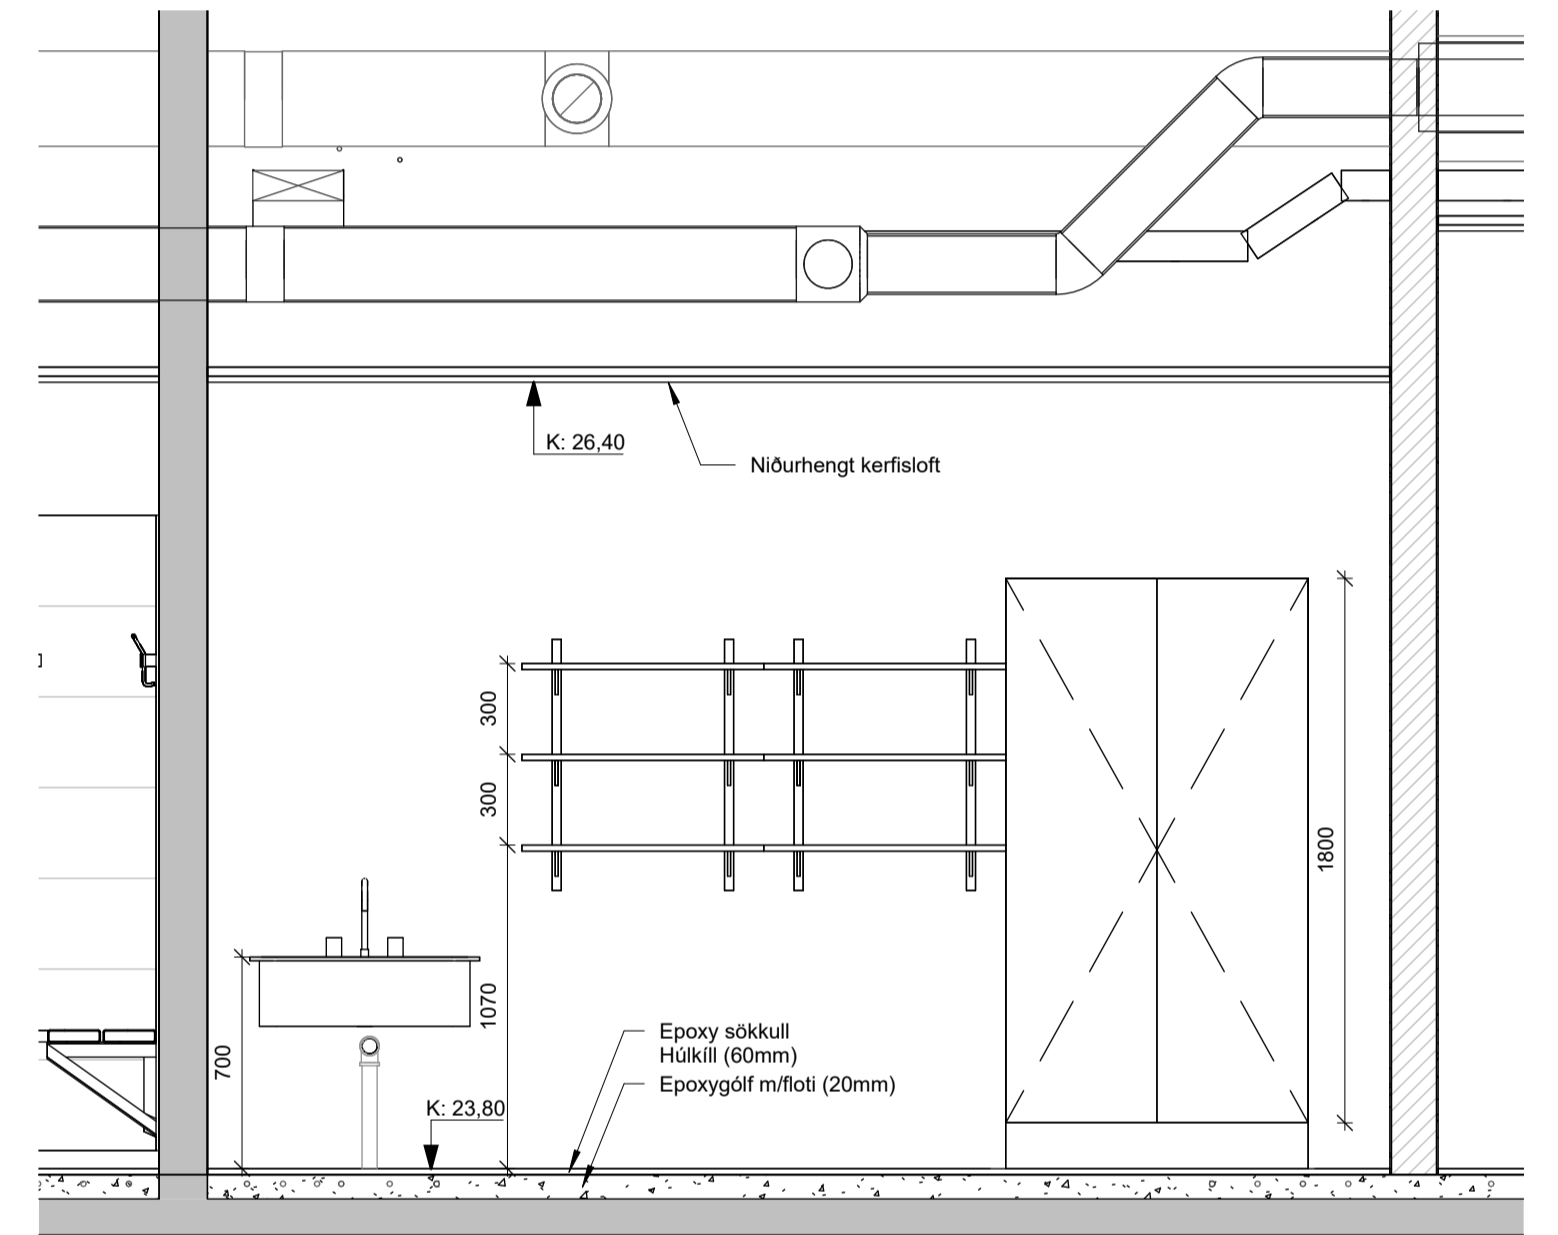 K: 26,40
Niðurhengt kerfisloft
300
300
1800
1070
700
Epoxy sökkull
Húlkíll (60mm)
Epoxygólf m/floti (20mm)
K: 23,80